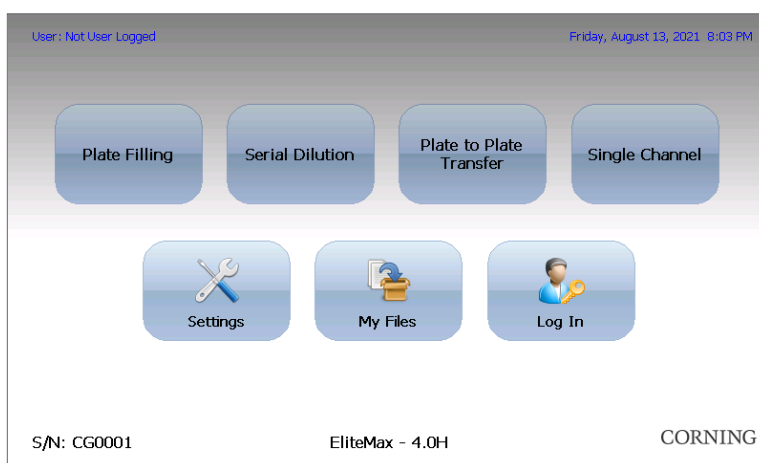 User: Not User Logged
Friday, August 13, 2021 8:03 PM
Plate Filling
Serial Dilution
Plate to Plate
Transfer
Single Channel
Settings
My Files
Log In
S/N: CG0001
EliteMax - 4.0H
CORNING